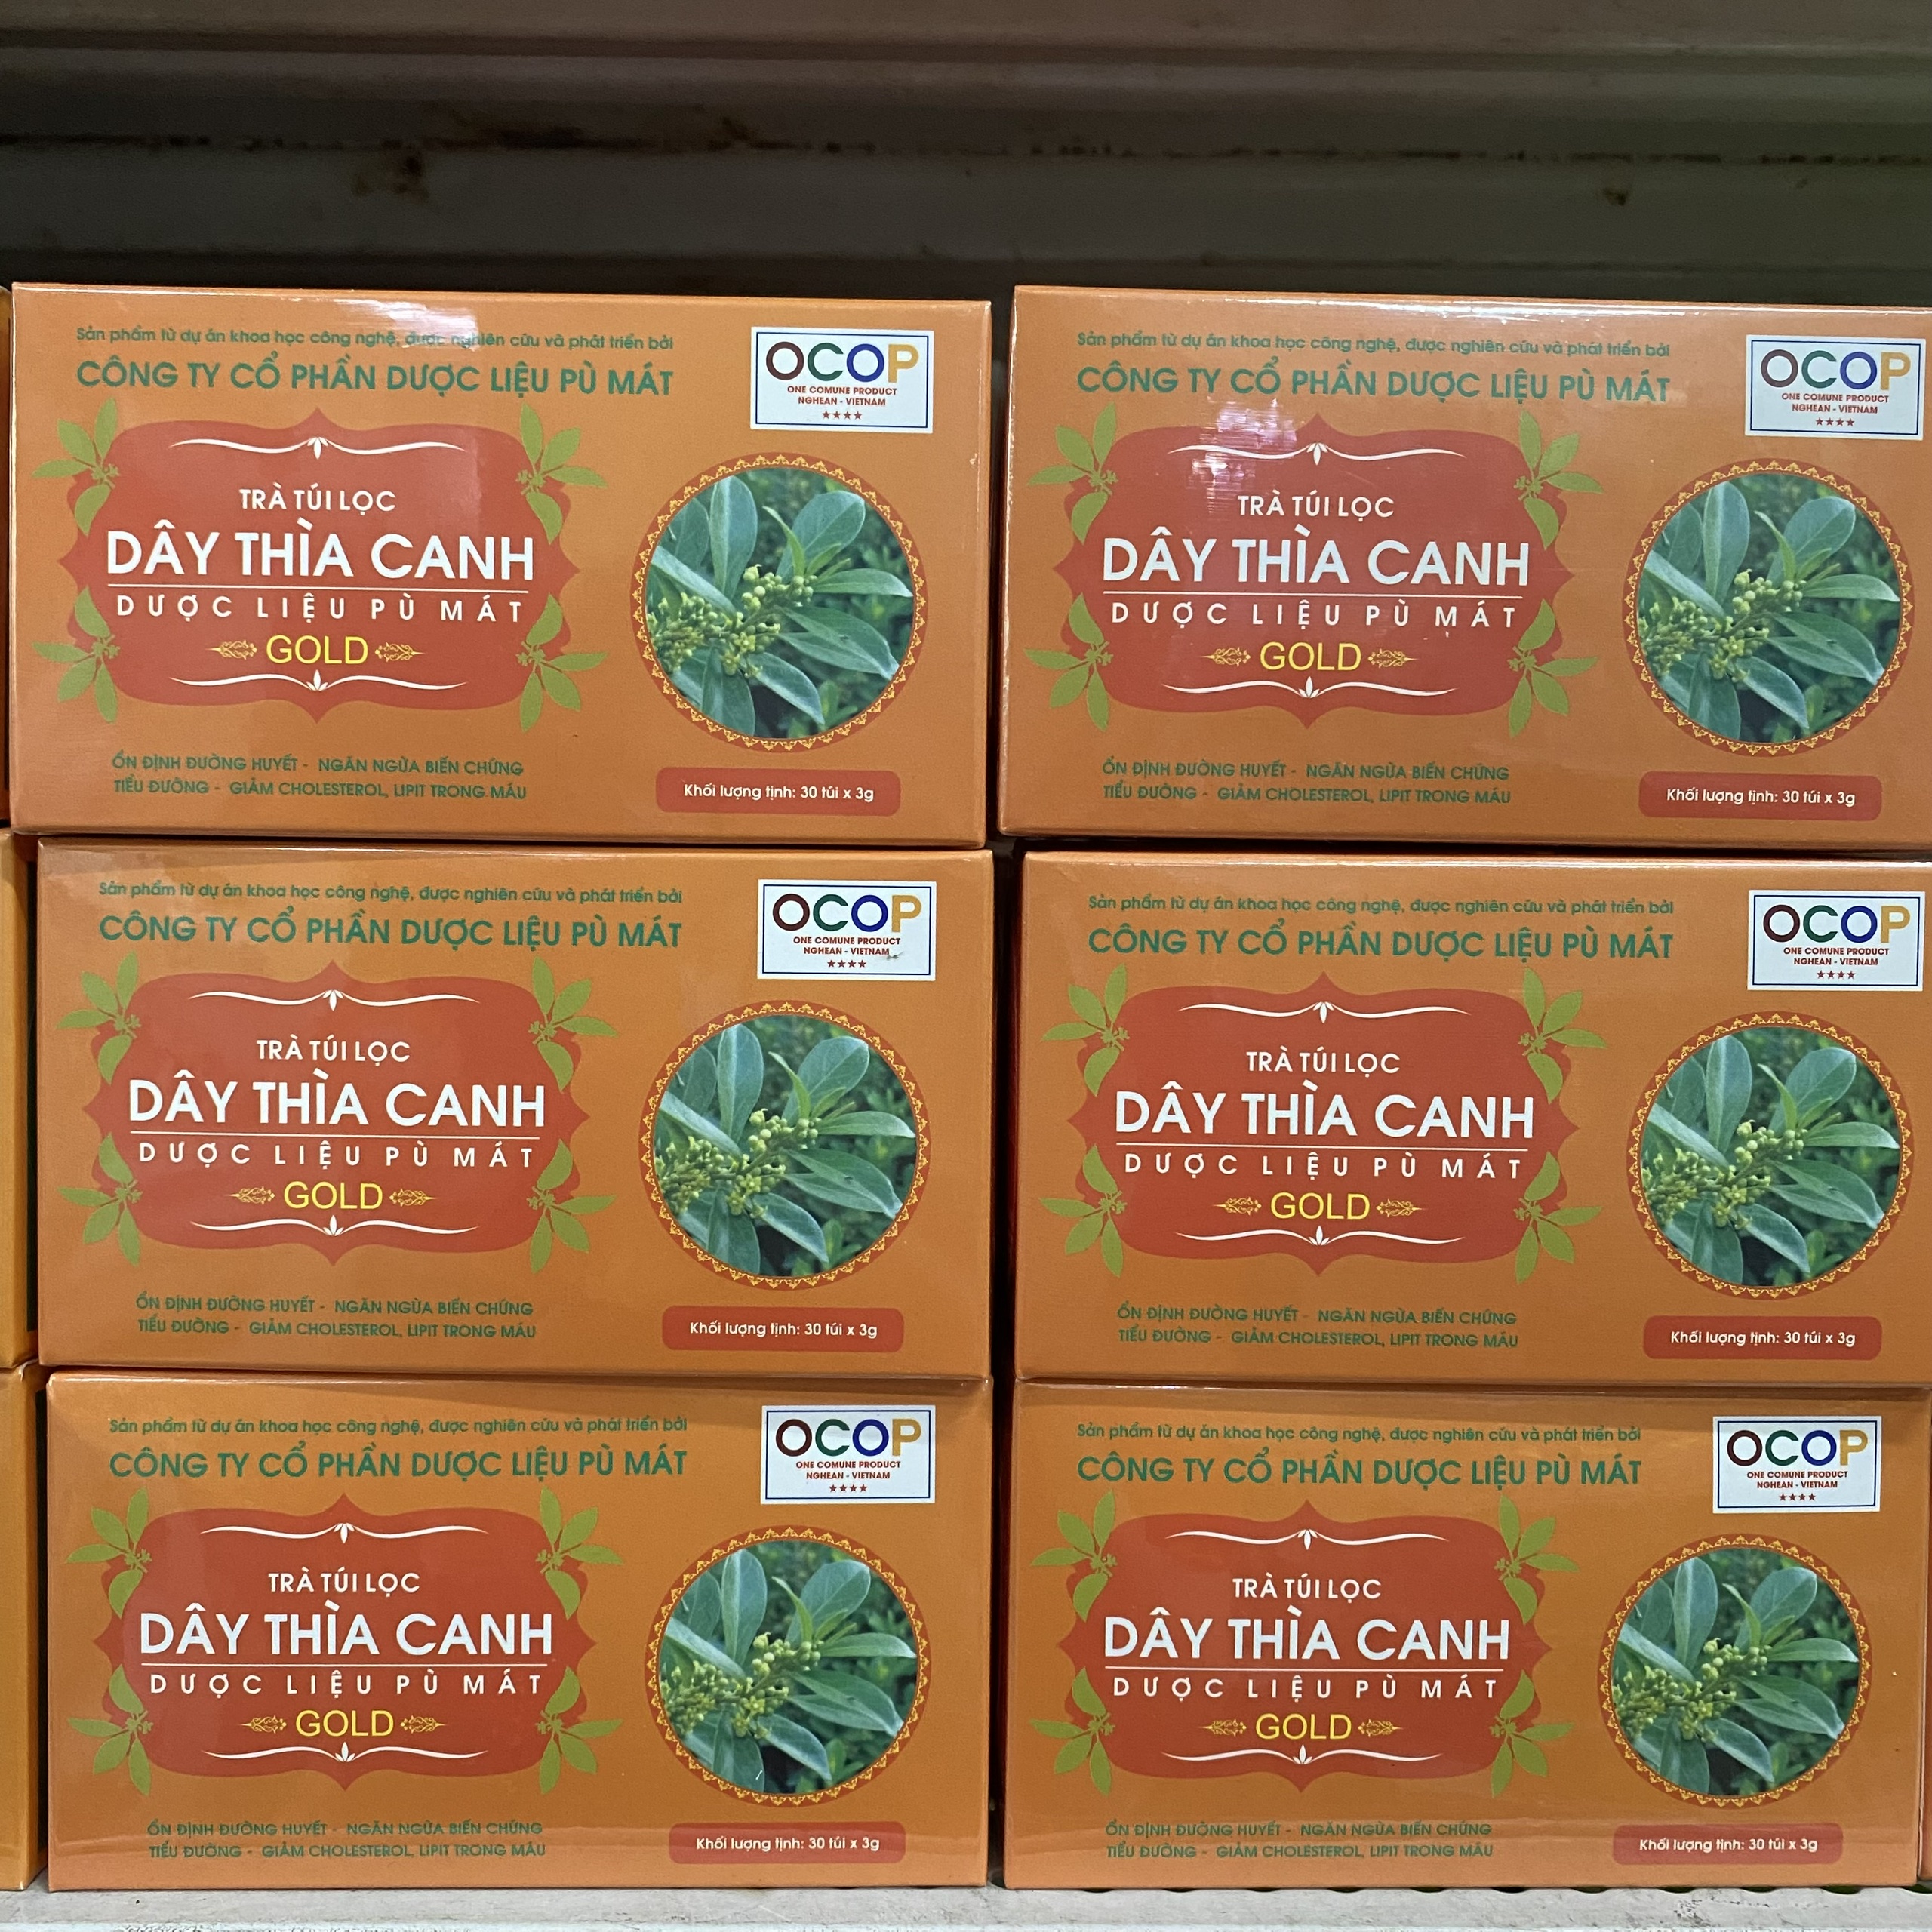 Sản phẩm từ dự án khoa học công nghệ, được nghiên cứu và phát triển bởi
CÔNG TY CỔ PHẦN DƯỢC LIỆU PÙ MÁT
OCOP
ONE COMUNE PRODUCT
NGHEAN - VIETNAM
TRÀ TÚI LỌC
DÂY THÌA CANH
DƯỢC LIỆU PÙ MÁT
GOLD
ỔN ĐỊNH ĐƯỜNG HUYẾT - NGĂN NGỪA BIẾN CHỨNG
TIỂU ĐƯỜNG - GIẢM CHOLESTEROL, LIPIT TRONG MÁU
Khối lượng tịnh: 30 túi x 3g
Sản phẩm từ dự án khoa học công nghệ, được nghiên cứu và phát triển bởi
CÔNG TY CỔ PHẦN DƯỢC LIỆU PÙ MÁT
OCOP
ONE COMUNE PRODUCT
NGHEAN - VIETNAM
TRÀ TÚI LỌC
DÂY THÌA CANH
DƯỢC LIỆU PÙ MÁT
GOLD
ỔN ĐỊNH ĐƯỜNG HUYẾT - NGĂN NGỪA BIẾN CHỨNG
TIỂU ĐƯỜNG - GIẢM CHOLESTEROL, LIPIT TRONG MÁU
Khối lượng tịnh: 30 túi x 3g
Sản phẩm từ dự án khoa học công nghệ, được nghiên cứu và phát triển bởi
CÔNG TY CỔ PHẦN DƯỢC LIỆU PÙ MÁT
OCOP
ONE COMUNE PRODUCT
NGHEAN - VIETNAM
TRÀ TÚI LỌC
DÂY THÌA CANH
DƯỢC LIỆU PÙ MÁT
GOLD
ỔN ĐỊNH ĐƯỜNG HUYẾT - NGĂN NGỪA BIẾN CHỨNG
TIỂU ĐƯỜNG - GIẢM CHOLESTEROL, LIPIT TRONG MÁU
Khối lượng tịnh: 30 túi x 3g
Sản phẩm từ dự án khoa học công nghệ, được nghiên cứu và phát triển bởi
CÔNG TY CỔ PHẦN DƯỢC LIỆU PÙ MÁT
OCOP
ONE COMUNE PRODUCT
NGHEAN - VIETNAM
TRÀ TÚI LỌC
DÂY THÌA CANH
DƯỢC LIỆU PÙ MÁT
GOLD
ỔN ĐỊNH ĐƯỜNG HUYẾT - NGĂN NGỪA BIẾN CHỨNG
TIỂU ĐƯỜNG - GIẢM CHOLESTEROL, LIPIT TRONG MÁU
Khối lượng tịnh: 30 túi x 3g
Sản phẩm từ dự án khoa học công nghệ, được nghiên cứu và phát triển bởi
CÔNG TY CỔ PHẦN DƯỢC LIỆU PÙ MÁT
OCOP
ONE COMUNE PRODUCT
NGHEAN - VIETNAM
TRÀ TÚI LỌC
DÂY THÌA CANH
DƯỢC LIỆU PÙ MÁT
GOLD
ỔN ĐỊNH ĐƯỜNG HUYẾT - NGĂN NGỪA BIẾN CHỨNG
TIỂU ĐƯỜNG - GIẢM CHOLESTEROL, LIPIT TRONG MÁU
Khối lượng tịnh: 30 túi x 3g
Sản phẩm từ dự án khoa học công nghệ, được nghiên cứu và phát triển bởi
CÔNG TY CỔ PHẦN DƯỢC LIỆU PÙ MÁT
OCOP
ONE COMUNE PRODUCT
NGHEAN - VIETNAM
TRÀ TÚI LỌC
DÂY THÌA CANH
DƯỢC LIỆU PÙ MÁT
GOLD
ỔN ĐỊNH ĐƯỜNG HUYẾT - NGĂN NGỪA BIẾN CHỨNG
TIỂU ĐƯỜNG - GIẢM CHOLESTEROL, LIPIT TRONG MÁU
Khối lượng tịnh: 30 túi x 3g